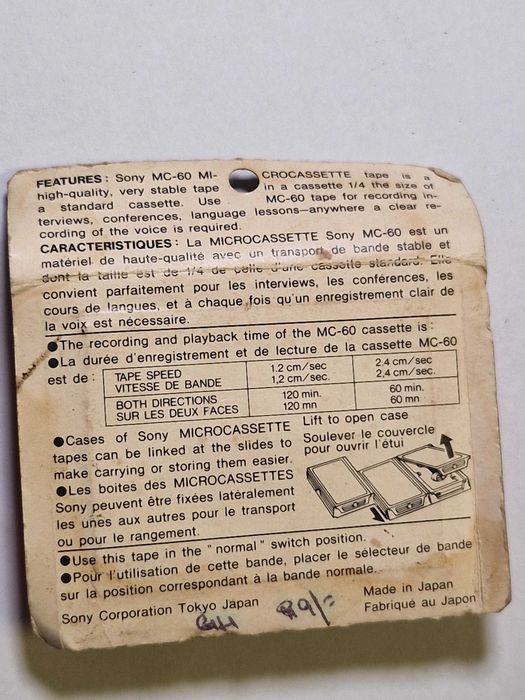 FEATURES: Sony MC-60 MICROCASSETTE tape is a
high-quality, very stable tape in a cassette 1/4 the size of
a standard cassette. Use MC-60 tape for recording in-
terviews, conferences, language lessons—anywhere a clear re-
cording of the voice is required.
CARACTERISTIQUES: La MICROCASSETTE Sony MC-60 est un
matériel de haute-qualité avec un transport de bande stable et
dont la taille est de 1/4 de celle d'une cassette standard. Elle
convient parfaitement pour les interviews, les conférences, les
cours de langues, et à chaque fois qu'un enregistrement clair de
la voix est nécessaire.
●The recording and playback time of the MC-60 cassette is:
●La durée d'enregistrement et de lecture de la cassette MC-60
est de:
TAPE SPEED 1.2 cm/sec 2.4 cm/sec
VITESSE DE BANDE 1,2 cm/sec. 2,4 cm/sec.
BOTH DIRECTIONS 120 min. 60 min.
SUR LES DEUX FACES 120 mn 60 mn
●Cases of Sony MICROCASSETTE
tapes can be linked at the slides to
make carrying or storing them easier.
●Les boites des MICROCASSETTES
Sony peuvent être fixées latéralement
les unes aux autres pour le transport
ou pour le rangement.
Lift to open case
Soulever le couvercle
pour ouvrir l'étui
●Use this tape in the "normal" switch position.
●Pour l'utilisation de cette bande, placer le sélecteur de bande
sur la position correspondant à la bande normale.
Sony Corporation Tokyo Japan
Made in Japan
Fabriqué au Japon